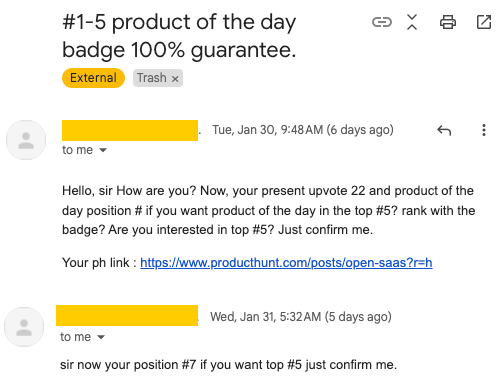 #1-5 product of the day
badge 100% guarantee.
External Trash ×
Tue, Jan 30, 9:48 AM (6 days ago)
to me
Hello, sir How are you? Now, your present upvote 22 and product of the
day position # if you want product of the day in the top #5? rank with the
badge? Are you interested in top #5? Just confirm me.
Your ph link : https://www.producthunt.com/posts/open-saas?r=h
Wed, Jan 31, 5:32 AM (5 days ago)
to me
sir now your position #7 if you want top #5 just confirm me.